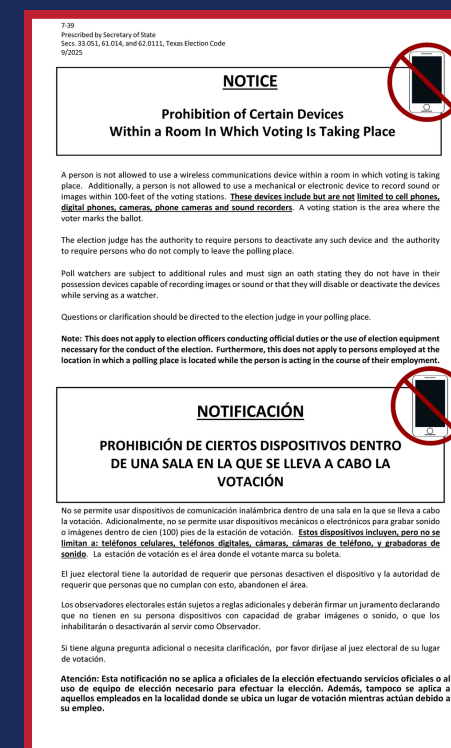 7-39
Prescribed by Secretary of State
Secs. 33.051, 61.014, and 62.0111, Texas Election Code
9/2025
NOTICE
Prohibition of Certain Devices
Within a Room In Which Voting Is Taking Place
A person is not allowed to use a wireless communications device within a room in which voting is taking
place. Additionally, a person is not allowed to use a mechanical or electronic device to record sound or
images within 100-feet of the voting stations. These devices include but are not limited to cell phones,
digital phones, cameras, phone cameras and sound recorders. A voting station is the area where the
voter marks the ballot.
The election judge has the authority to require persons to deactivate any such device and the authority
to require persons who do not comply to leave the polling place.
Poll watchers are subject to additional rules and must sign an oath stating they do not have in their
possession devices capable of recording images or sound or that they will disable or deactivate the devices
while serving as a watcher.
Questions or clarification should be directed to the election judge in your polling place.
Note: This does not apply to election officers conducting official duties or the use of election equipment
necessary for the conduct of the election. Furthermore, this does not apply to persons employed at the
location in which a polling place is located while the person is acting in the course of their employment.
NOTIFICACIÓN
PROHIBICIÓN DE CIERTOS DISPOSITIVOS DENTRO
DE UNA SALA EN LA QUE SE LLEVA A CABO LA
VOTACIÓN
No se permite usar dispositivos de comunicación inalámbrica dentro de una sala en la que se lleva a cabo
la votación. Adicionalmente, no se permite usar dispositivos mecánicos o electrónicos para grabar sonido
o imágenes dentro de cien (100) pies de la estación de votación. Estos dispositivos incluyen, pero no se
limitan a: teléfonos celulares, teléfonos digitales, cámaras, cámaras de teléfono, y grabadoras de
sonido. La estación de votación es el área donde el votante marca su boleta.
El juez electoral tiene la autoridad de requerir que personas desactiven el dispositivo y la autoridad de
requerir que personas que no cumplan con esto, abandonen el área.
Los observadores electorales están sujetos a reglas adicionales y deberán firmar un juramento declarando
que no tienen en su persona dispositivos con capacidad de grabar imágenes o sonido, o que los
inhabilitarán o desactivarán al servir como Observador.
Si tiene alguna pregunta adicional o necesita clarificación, por favor diríjase al juez electoral de su lugar
de votación.
Atención: Esta notificación no se aplica a oficiales de la elección efectuando servicios oficiales o al
uso de equipo de elección necesario para efectuar la elección. Además, tampoco se aplica a
aquellos empleados en la localidad donde se ubica un lugar de votación mientras actúan debido a
su empleo.